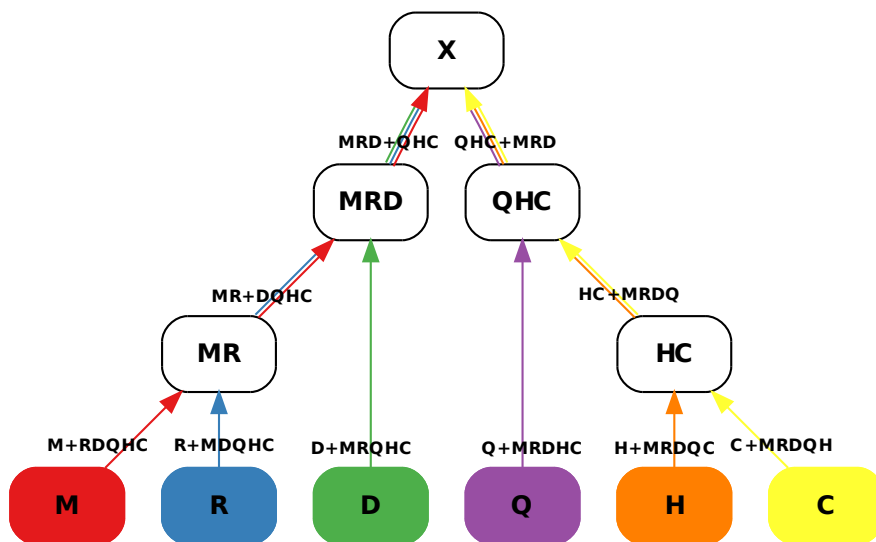 X
MRD+QHC
QHC+MRD
MRD
QHC
MR+DQHC
HC+MRDQ
MR
HC
M+RDQHC
R+MDQHC
D+MRQHC
Q+MRDHC
H+MRDQC
C+MRDQH
M
R
D
Q
H
C